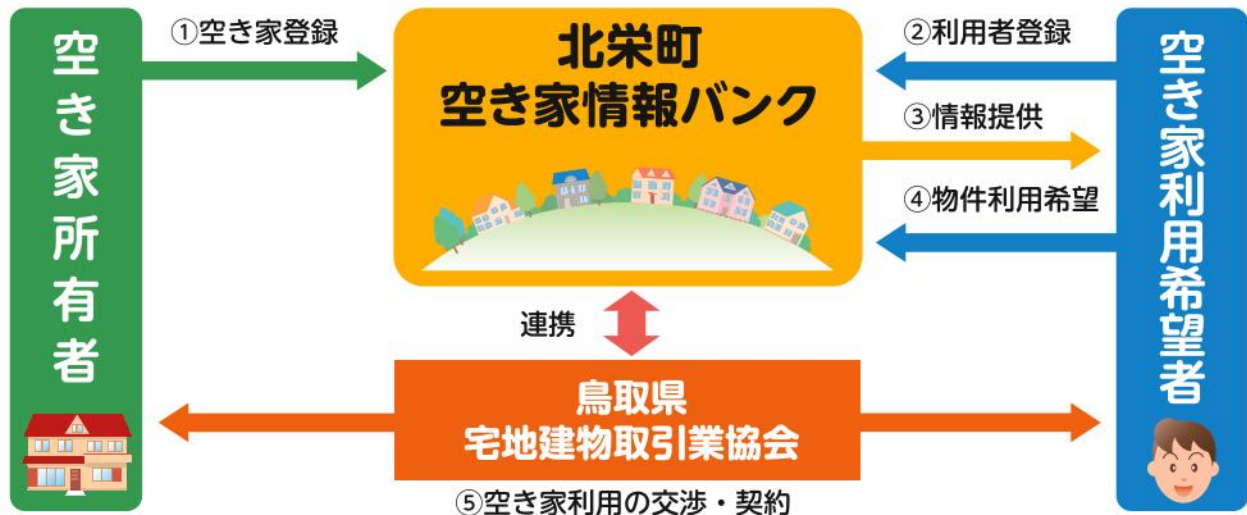 空き家所有者
①空き家登録
北栄町
空き家情報バンク
②利用者登録
③情報提供
④物件利用希望
空き家利用希望者
連携
鳥取県
宅地建物取引業協会
⑤空き家利用の交渉・契約